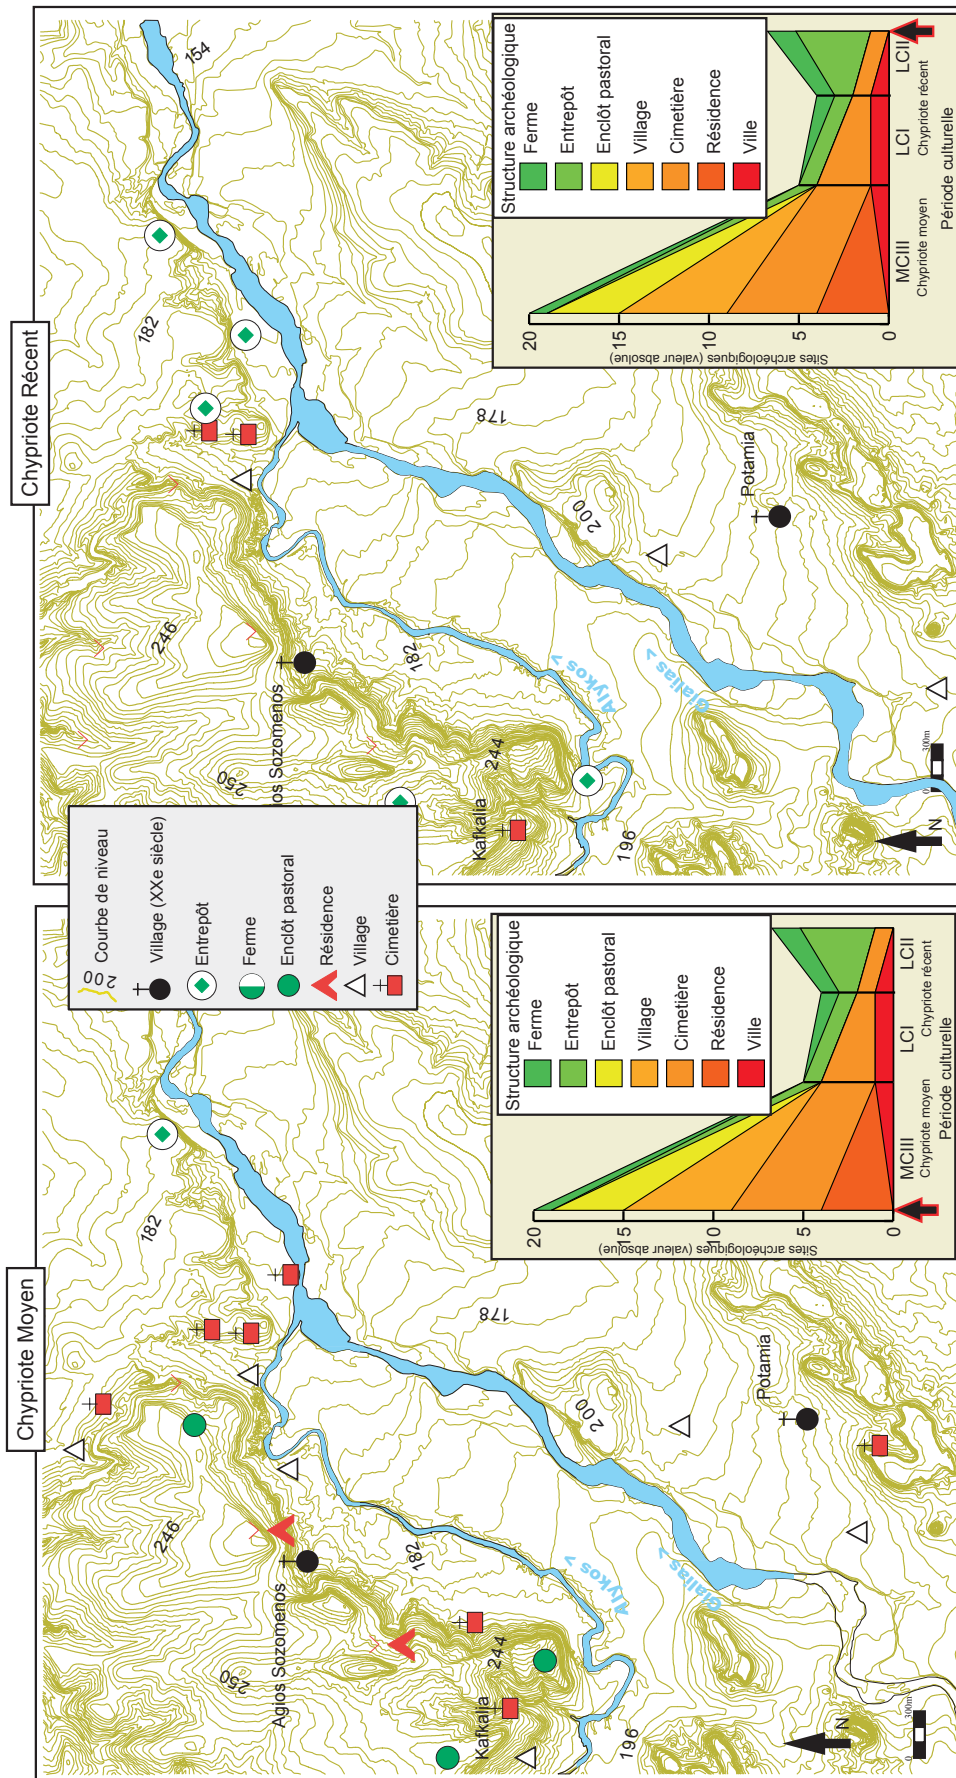 Chypriote Moyen
246
182
250
Agios Sozomenos
182
244
Kafkalia
196
Alykos >
Gialias >
200
178
Potamia
N
0 300m
Structure archéologique
Ferme
Entrepôt
Enclôt pastoral
Village
Cimetière
Résidence
Ville
Sites archéologiques (valeur absolue)
20
15
10
5
0
MCIII
LCI
LCII
Chypriote moyen
Chypriote récent
Période culturelle
200
Courbe de niveau
Village (XXe siècle)
Entrepôt
Ferme
Enclôt pastoral
Résidence
Village
Cimetière
Chypriote Récent
154
182
246
250
ios Sozomenos
182
244
Kafkalia
196
Alykos >
Gialias >
200
178
Potamia
N
0 300m
Structure archéologique
Ferme
Entrepôt
Enclôt pastoral
Village
Cimetière
Résidence
Ville
Sites archéologiques (valeur absolue)
20
15
10
5
0
MCIII
LCI
LCII
Chypriote moyen
Chypriote récent
Période culturelle